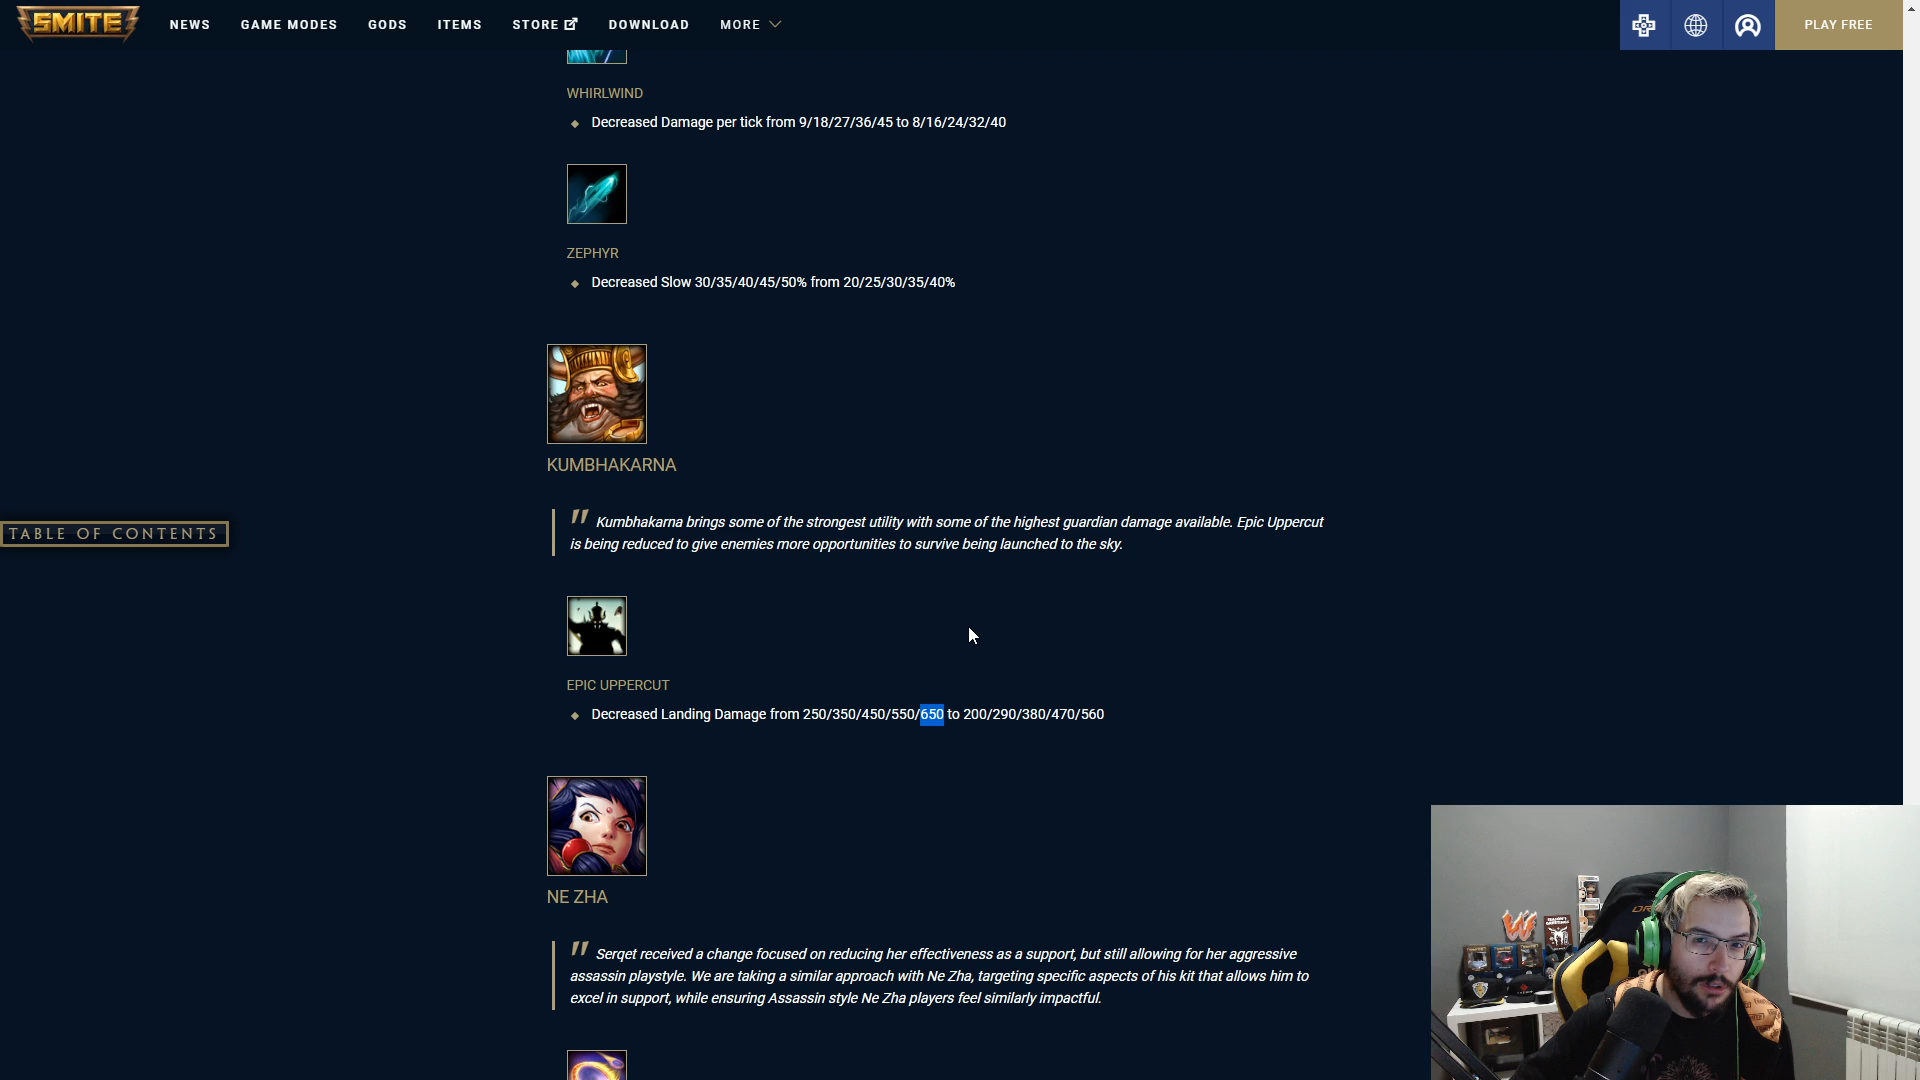 SMITE
NEWS
GAME MODES
GODS
ITEMS
STORE
DOWNLOAD
MORE
PLAY FREE
WHIRLWIND
Decreased Damage per tick from 9/18/27/36/45 to 8/16/24/32/40
ZEPHYR
Decreased Slow 30/35/40/45/50% from 20/25/30/35/40%
KUMBHAKARNA
TABLE OF CONTENTS
" Kumbhakarna brings some of the strongest utility with some of the highest guardian damage available. Epic Uppercut
is being reduced to give enemies more opportunities to survive being launched to the sky.
EPIC UPPERCUT
Decreased Landing Damage from 250/350/450/550/650 to 200/290/380/470/560
NE ZHA
" Serqet received a change focused on reducing her effectiveness as a support, but still allowing for her aggressive
assassin playstyle. We are taking a similar approach with Ne Zha, targeting specific aspects of his kit that allows him to
excel in support, while ensuring Assassin style Ne Zha players feel similarly impactful.